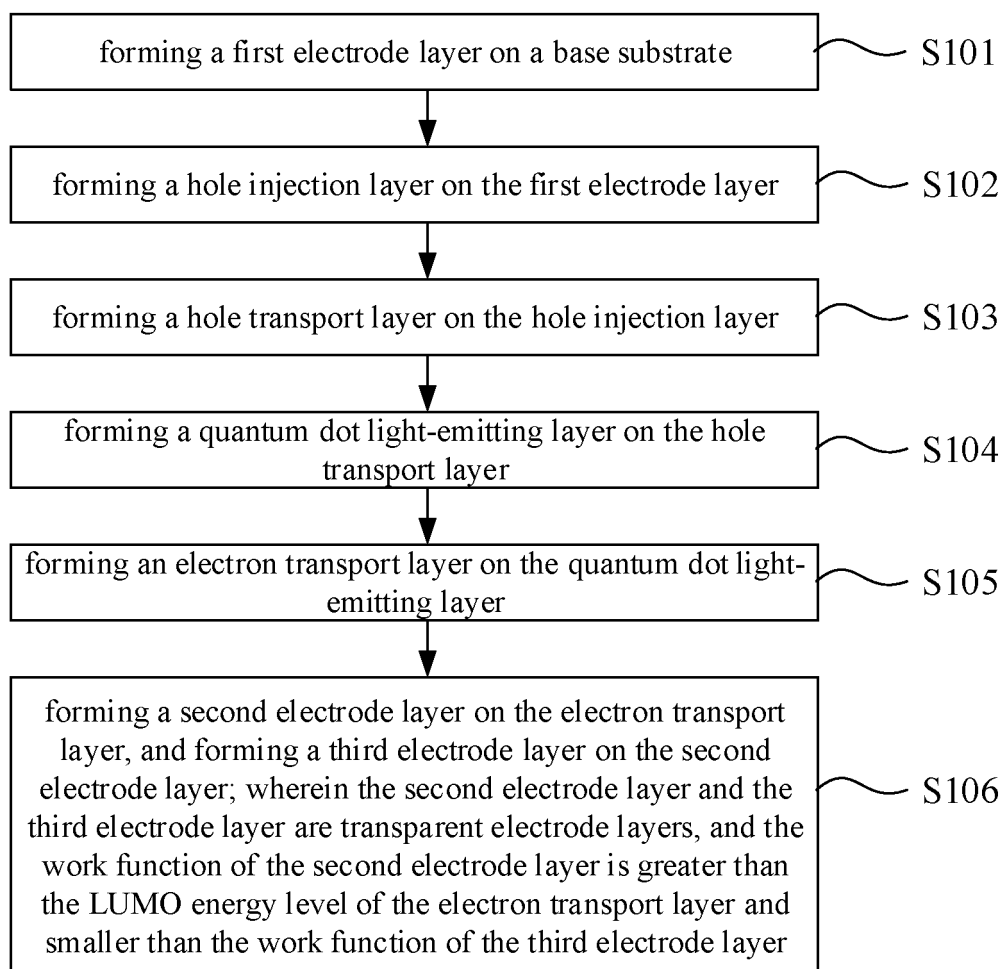 forming a first electrode layer on a base substrate
S101
forming a hole injection layer on the first electrode layer
S102
forming a hole transport layer on the hole injection layer
S103
forming a quantum dot light-emitting layer on the hole
transport layer
S104
forming an electron transport layer on the quantum dot light-
emitting layer
S105
forming a second electrode layer on the electron transport
layer, and forming a third electrode layer on the second
electrode layer; wherein the second electrode layer and the
third electrode layer are transparent electrode layers, and the
work function of the second electrode layer is greater than
the LUMO energy level of the electron transport layer and
smaller than the work function of the third electrode layer
S106